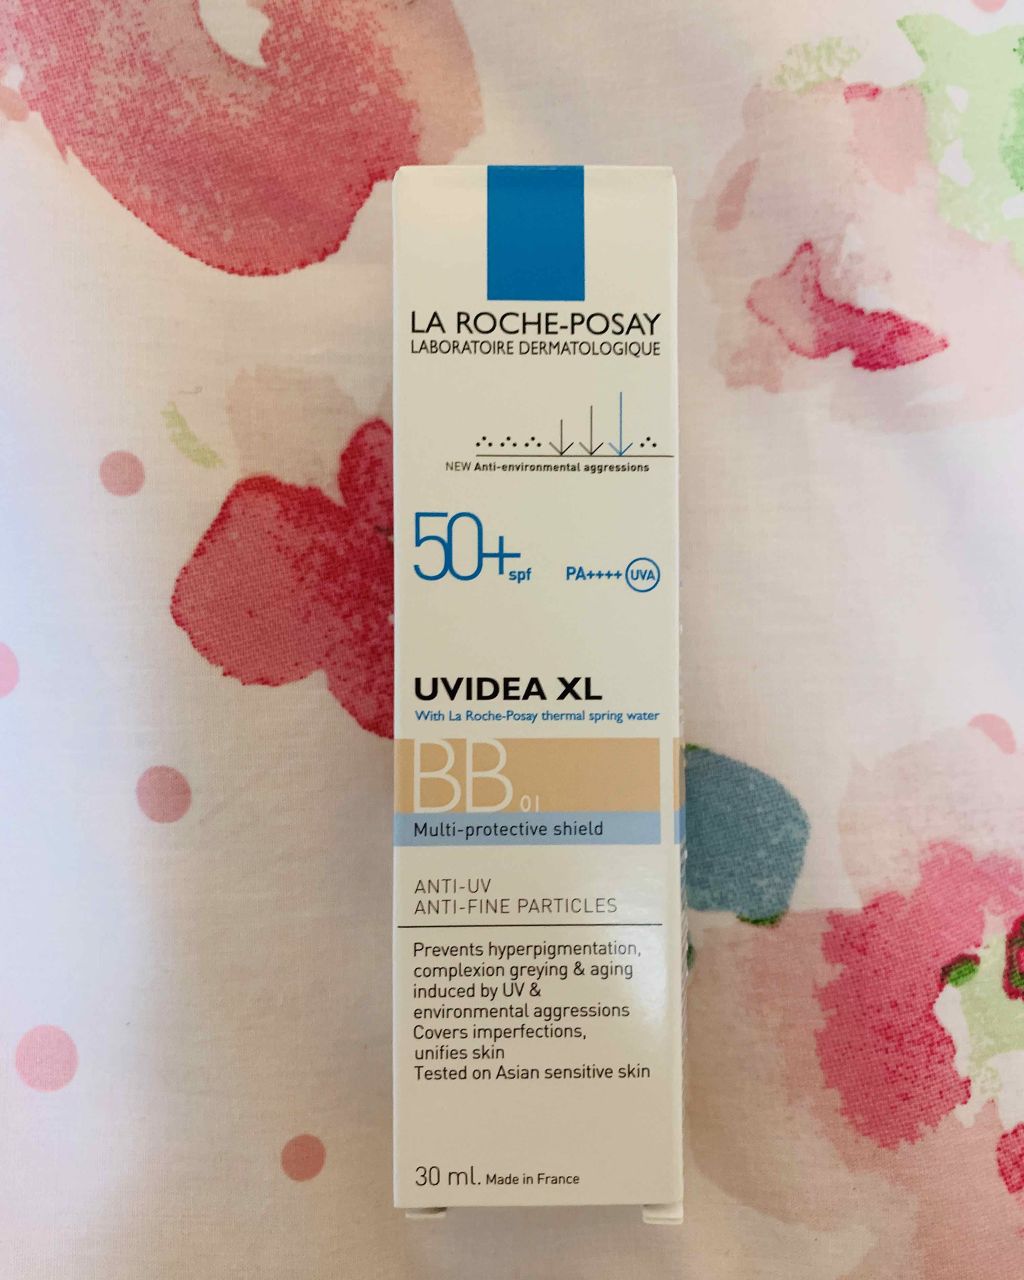 LA ROCHE-POSAY
LABORATOIRE DERMATOLOGIQUE
NEW Anti-environmental aggressions
50+ spf PA++++ UVA
UVIDEA XL
With La Roche-Posay thermal spring water
BB 01
Multi-protective shield
ANTI-UV
ANTI-FINE PARTICLES
Prevents hyperpigmentation,
complexion greying & aging
induced by UV &
environmental aggressions
Covers imperfections,
unifies skin
Tested on Asian sensitive skin
30 ml. Made in France